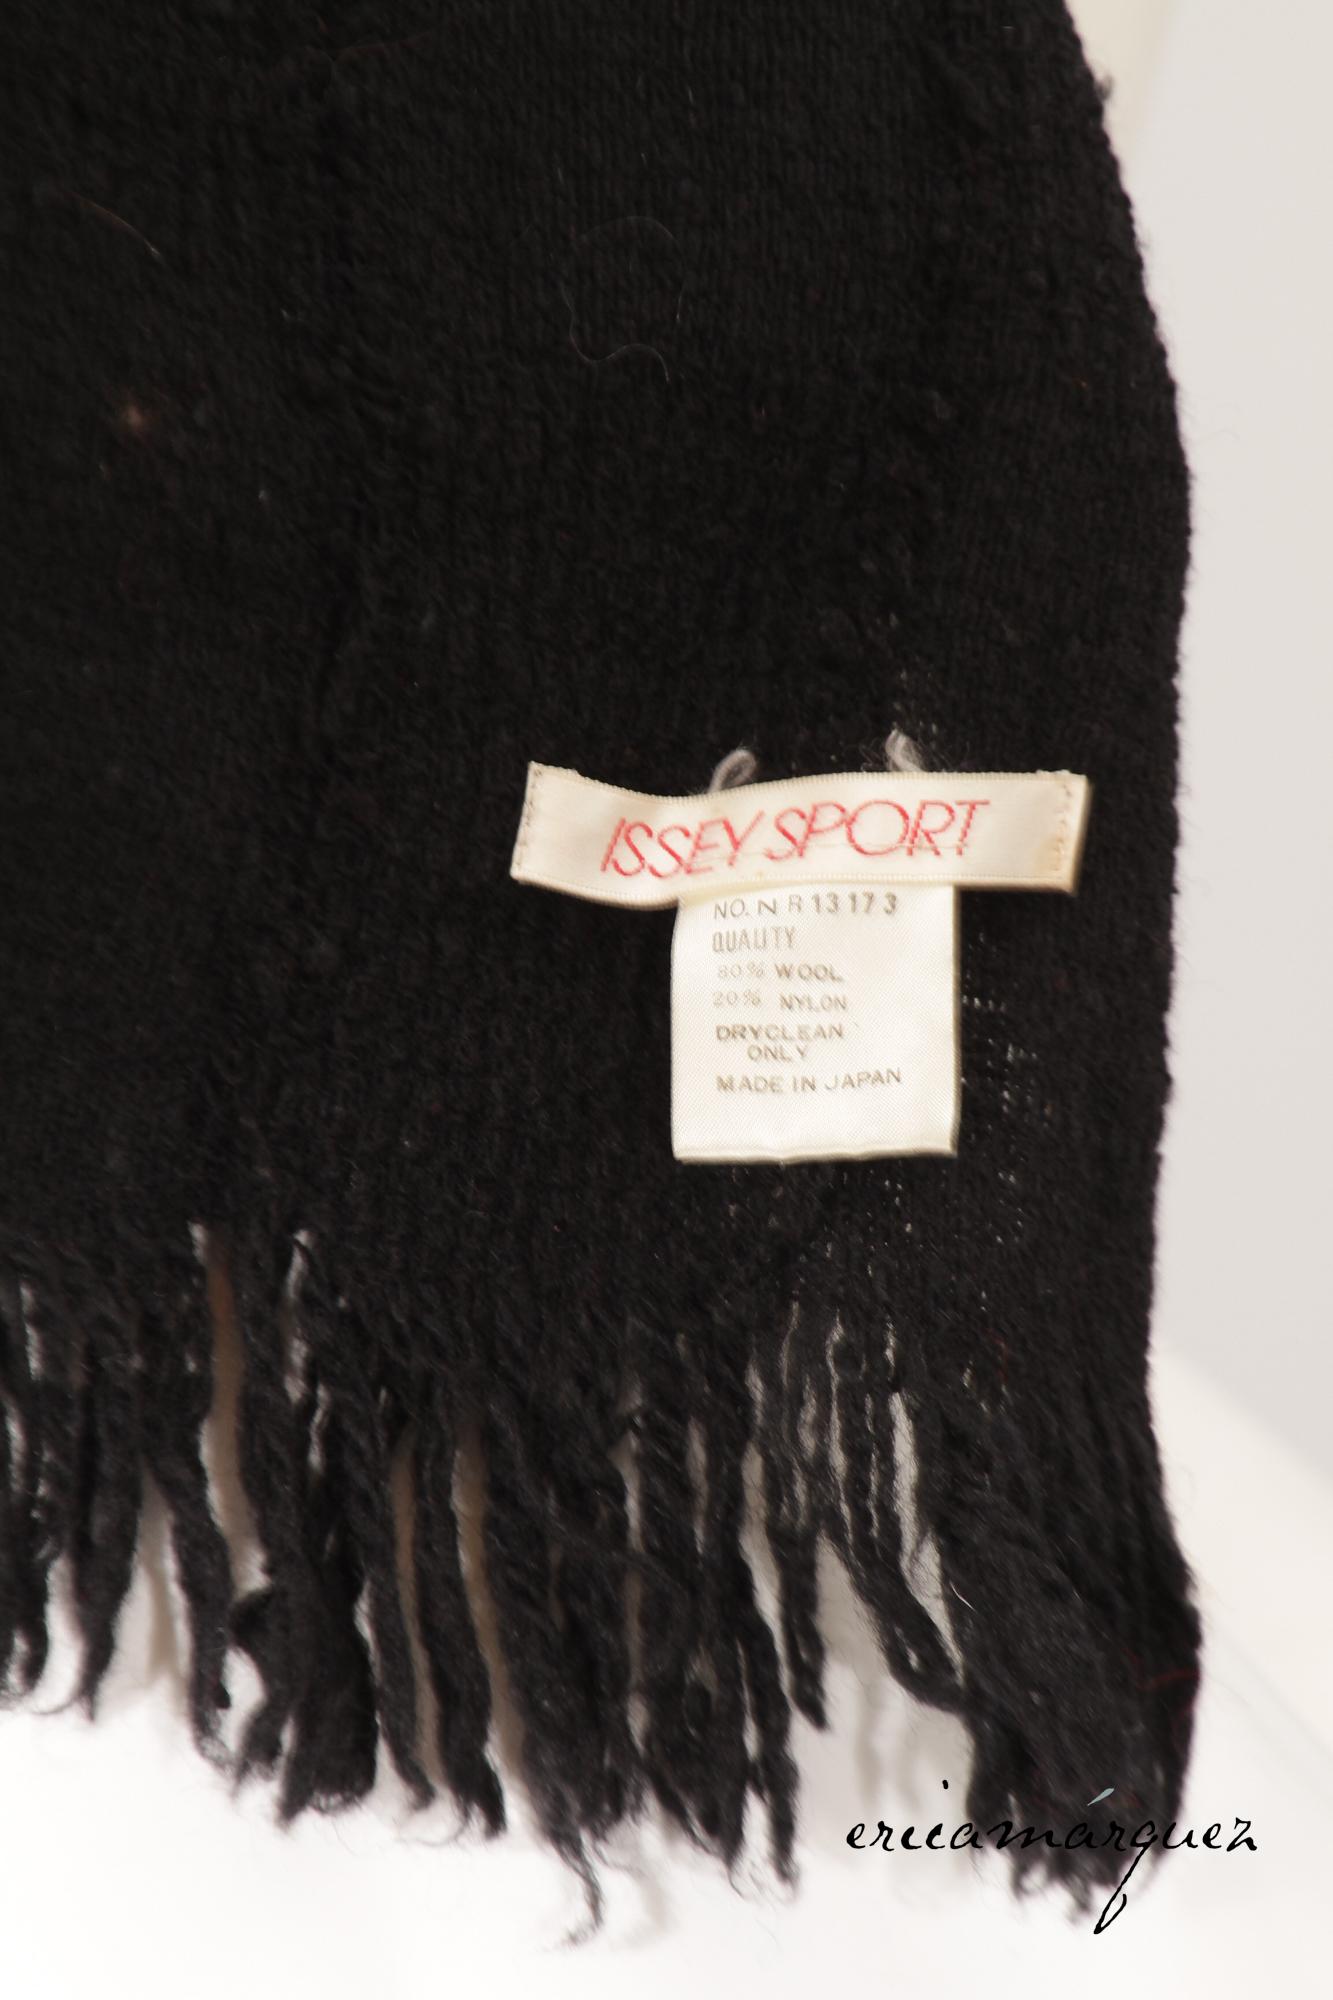 ISSEY SPORT
NO. N R 13 17 3
QUALITY
80% WOOL
20% NYLON
DRYCLEAN
ONLY
MADE IN JAPAN
ericamárquez